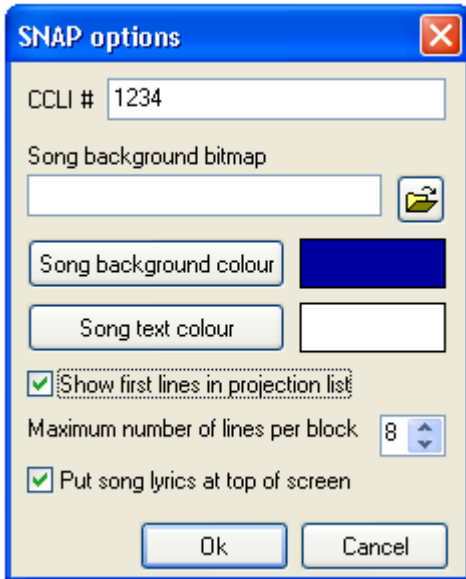 SNAP options
CCLI # 1234
Song background bitmap
Song background colour
Song text colour
Show first lines in projection list
Maximum number of lines per block 8
Put song lyrics at top of screen
Ok Cancel